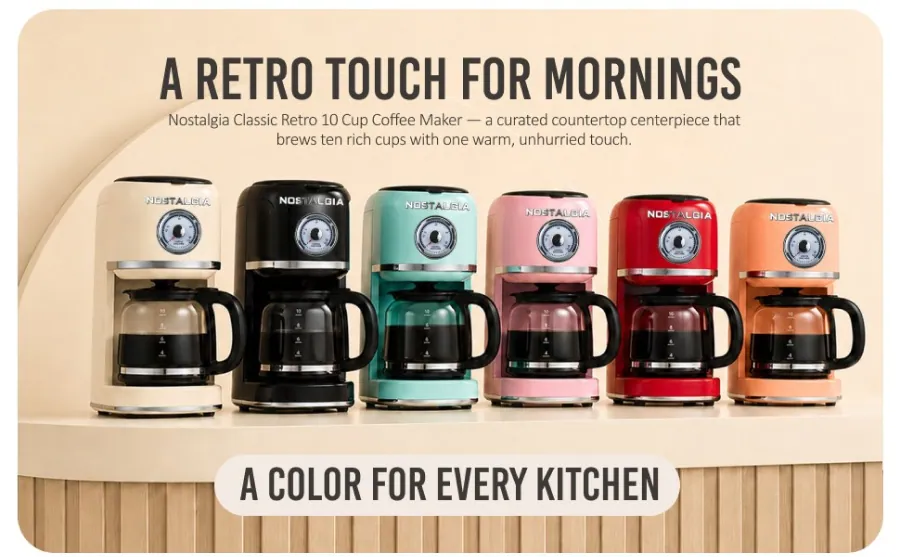 A RETRO TOUCH FOR MORNINGS
Nostalgia Classic Retro 10 Cup Coffee Maker — a curated countertop centerpiece that
brews ten rich cups with one warm, unhurried touch.
NOSTALGIA NOSTALGIA NOSTALGIA NOSTALGIA NOSTALGIA NOSTALGIA
A COLOR FOR EVERY KITCHEN